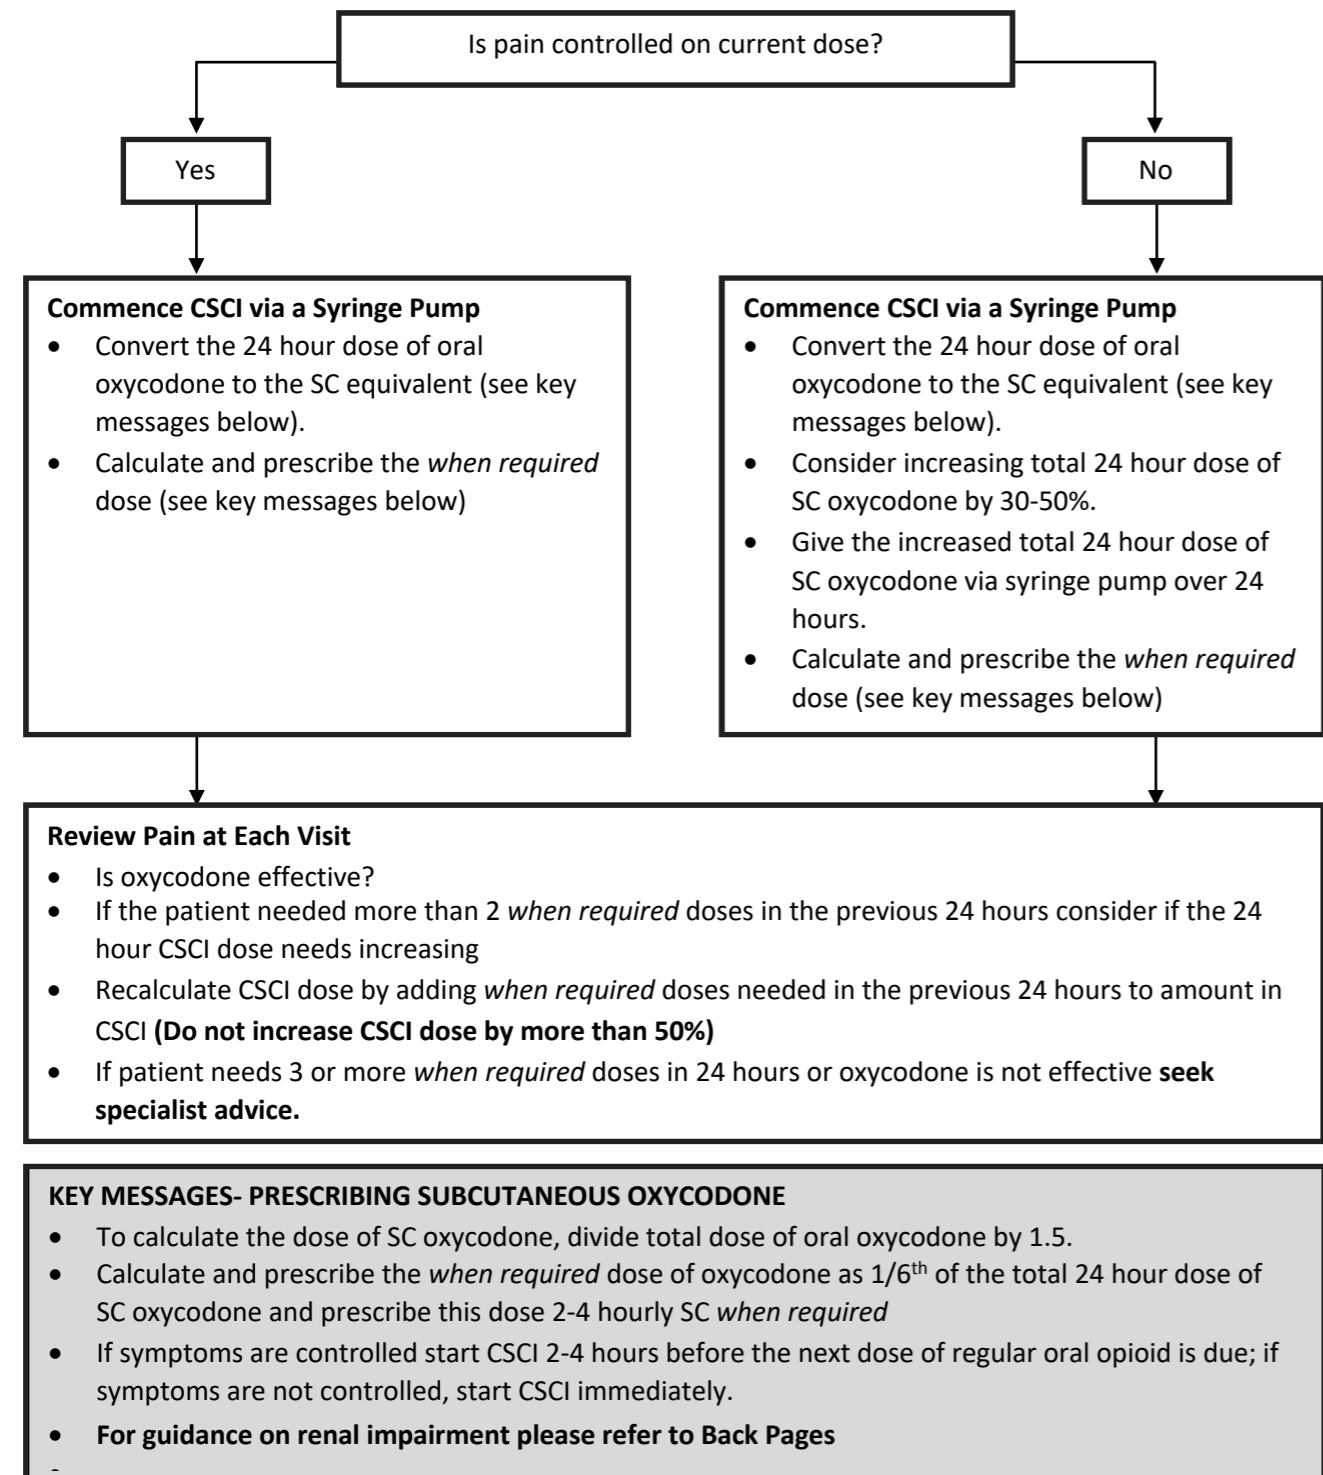 Is pain controlled on current dose?
Yes
No
Commence CSCI via a Syringe Pump
• Convert the 24 hour dose of oral
oxycodone to the SC equivalent (see key
messages below).
• Calculate and prescribe the when required
dose (see key messages below)
Commence CSCI via a Syringe Pump
• Convert the 24 hour dose of oral
oxycodone to the SC equivalent (see key
messages below).
• Consider increasing total 24 hour dose of
SC oxycodone by 30-50%.
• Give the increased total 24 hour dose of
SC oxycodone via syringe pump over 24
hours.
• Calculate and prescribe the when required
dose (see key messages below)
Review Pain at Each Visit
• Is oxycodone effective?
• If the patient needed more than 2 when required doses in the previous 24 hours consider if the 24
hour CSCI dose needs increasing
• Recalculate CSCI dose by adding when required doses needed in the previous 24 hours to amount in
CSCI (Do not increase CSCI dose by more than 50%)
• If patient needs 3 or more when required doses in 24 hours or oxycodone is not effective seek
specialist advice.
KEY MESSAGES- PRESCRIBING SUBCUTANEOUS OXYCODONE
• To calculate the dose of SC oxycodone, divide total dose of oral oxycodone by 1.5.
• Calculate and prescribe the when required dose of oxycodone as 1/6th of the total 24 hour dose of
SC oxycodone and prescribe this dose 2-4 hourly SC when required
• If symptoms are controlled start CSCI 2-4 hours before the next dose of regular oral opioid is due; if
symptoms are not controlled, start CSCI immediately.
• For guidance on renal impairment please refer to Back Pages